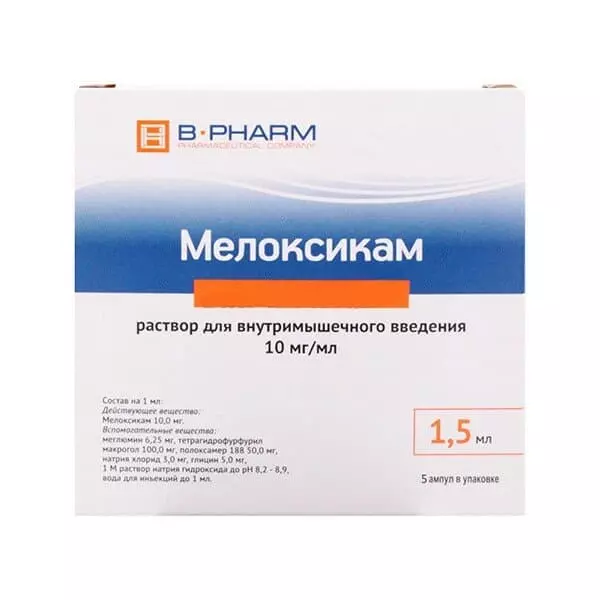 B·PHARM
PHARMACEUTICAL COMPANY
Мелоксикам
раствор для внутримышечного введения
10 мг/мл
Состав на 1 мл:
Действующее вещество:
Мелоксикам 10,0 мг.
Вспомогательные вещества:
меглюмин 6,25 мг, тетрагидрофурфурил
макрогол 100,0 мг, полоксамер 188 50,0 мг,
натрия хлорид 3,0 мг, глицин 5,0 мг,
1 М раствор натрия гидроксида до pH 8,2 - 8,9,
вода для инъекций до 1 мл.
1,5 мл
5 ампул в упаковке